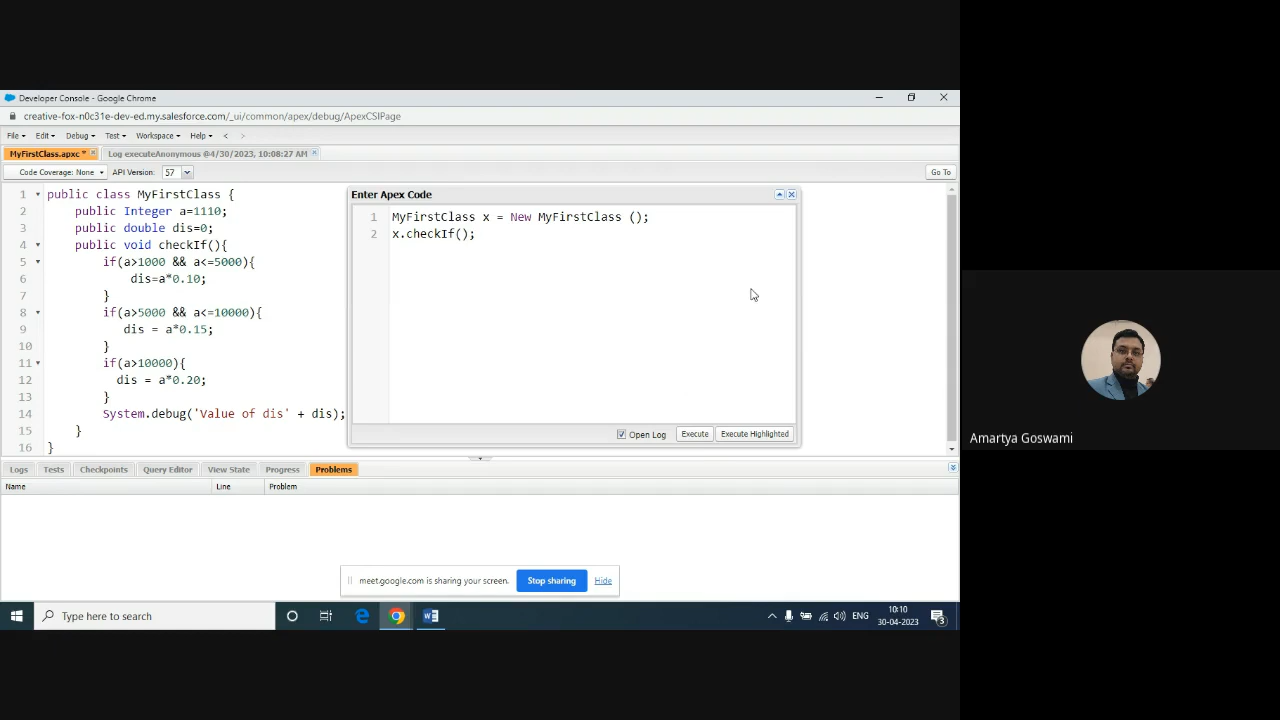 Developer Console - Google Chrome
creative-fox-n0c31e-dev-ed.my.salesforce.com/_ui/common/apex/debug/ApexCSIPage
File Edit Debug Test Workspace Help < >
MyFirstClass.apxc * Log executeAnonymous @4/30/2023, 10:08:27 AM
Code Coverage: None API Version: 57 Go To
1 public class MyFirstClass {
2 public Integer a=1110;
3 public double dis=0;
4 public void checkIf(){
5 if(a>1000 && a<=5000){
6 dis=a*0.10;
7 }
8 if(a>5000 && a<=10000){
9 dis = a*0.15;
10 }
11 if(a>10000){
12 dis = a*0.20;
13 }
14 System.debug('Value of dis' + dis);
15 }
16 }
Enter Apex Code
1 MyFirstClass x = New MyFirstClass ();
2 x.checkIf();
Open Log Execute Execute Highlighted
Logs Tests Checkpoints Query Editor View State Progress Problems
Name Line Problem
meet.google.com is sharing your screen. Stop sharing Hide
Type here to search
ENG
10:10
30-04-2023
3
Amartya Goswami